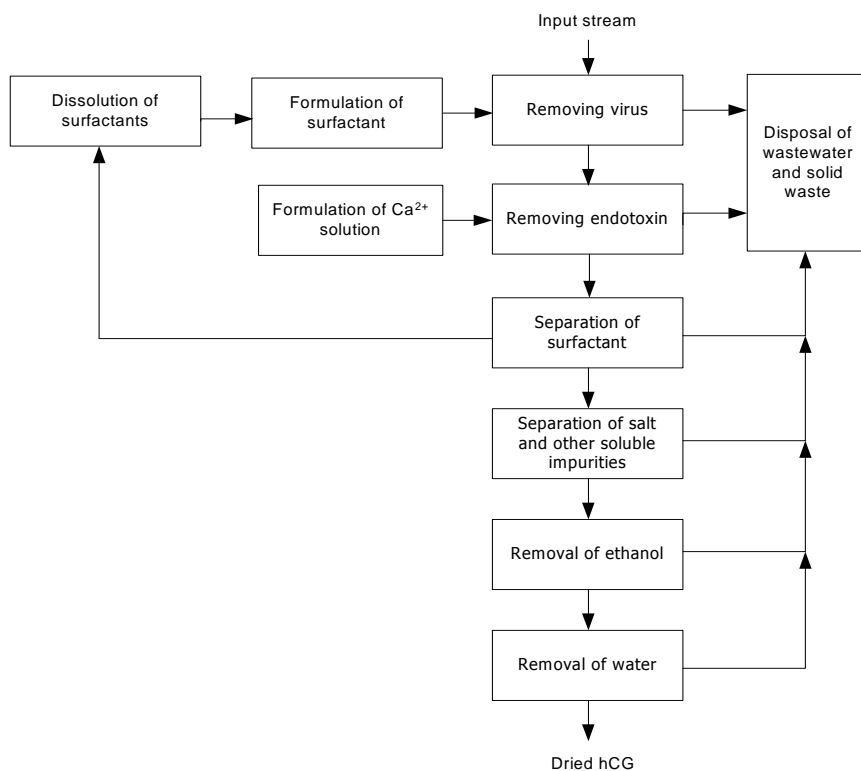 Input stream
Dissolution of
surfactants
Formulation of
surfactant
Removing virus
Disposal of
wastewater
and solid
waste
Formulation of Ca²⁺
solution
Removing endotoxin
Separation of
surfactant
Separation of salt
and other soluble
impurities
Removal of ethanol
Removal of water
Dried hCG